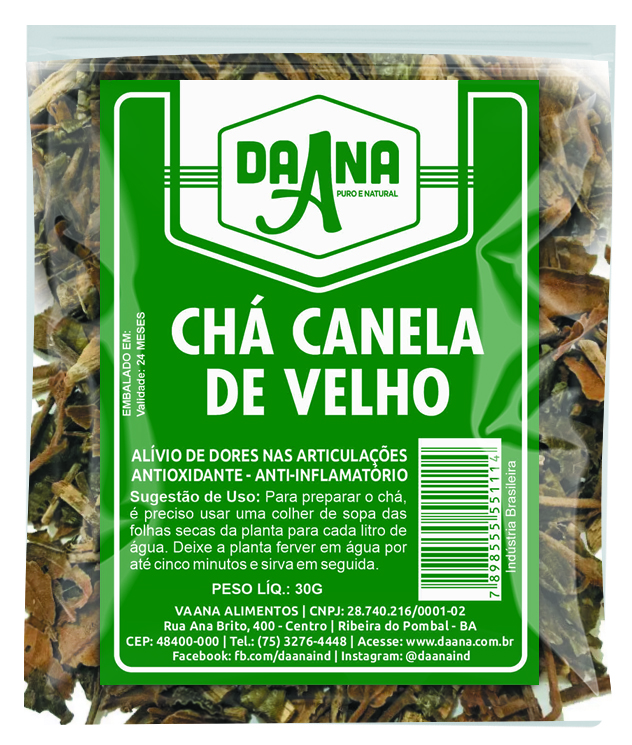 DAANA
PURO E NATURAL
CHÁ CANELA
DE VELHO
EMBALADO EM:
Validade: 24 MESES
ALÍVIO DE DORES NAS ARTICULAÇÕES
ANTIOXIDANTE - ANTI-INFLAMATÓRIO
Sugestão de Uso: Para preparar o chá,
é preciso usar uma colher de sopa das
folhas secas da planta para cada litro de
água. Deixe a planta ferver em água por
até cinco minutos e sirva em seguida.
PESO LÍQ.: 30G
7898555551114
Indústria Brasileira
VAANA ALIMENTOS | CNPJ: 28.740.216/0001-02
Rua Ana Brito, 400 - Centro | Ribeira do Pombal - BA
CEP: 48400-000 | Tel.: (75) 3276-4448 | Acesse: www.daana.com.br
Facebook: fb.com/daanaind | Instagram: @daanaind